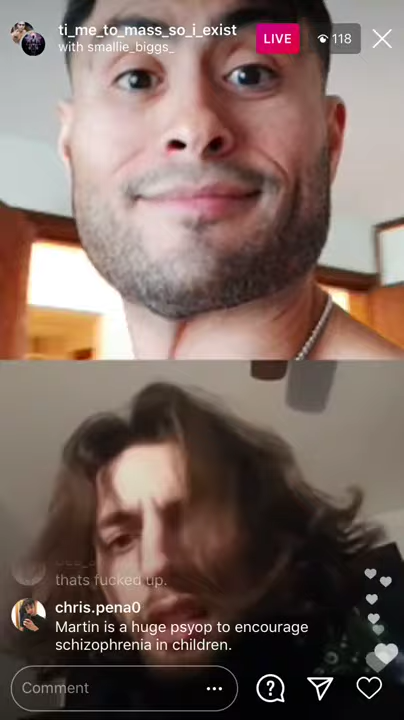 ti_me_to_mass_so_i_exist
with smallie_biggs_
LIVE
118
thats fucked up.
chris.pena0
Martin is a huge psyop to encourage
schizophrenia in children.
Comment